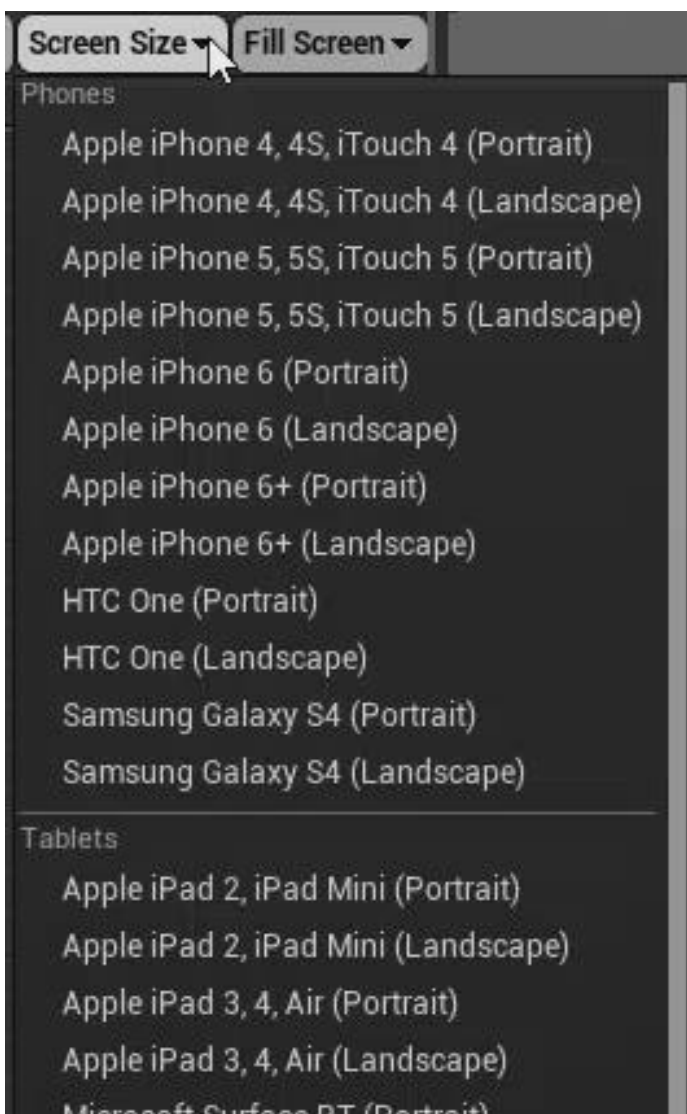 Screen Size Fill Screen
Phones
Apple iPhone 4, 4S, iTouch 4 (Portrait)
Apple iPhone 4, 4S, iTouch 4 (Landscape)
Apple iPhone 5, 5S, iTouch 5 (Portrait)
Apple iPhone 5, 5S, iTouch 5 (Landscape)
Apple iPhone 6 (Portrait)
Apple iPhone 6 (Landscape)
Apple iPhone 6+ (Portrait)
Apple iPhone 6+ (Landscape)
HTC One (Portrait)
HTC One (Landscape)
Samsung Galaxy S4 (Portrait)
Samsung Galaxy S4 (Landscape)
Tablets
Apple iPad 2, iPad Mini (Portrait)
Apple iPad 2, iPad Mini (Landscape)
Apple iPad 3, 4, Air (Portrait)
Apple iPad 3, 4, Air (Landscape)
Microsoft Surface RT (Portrait)